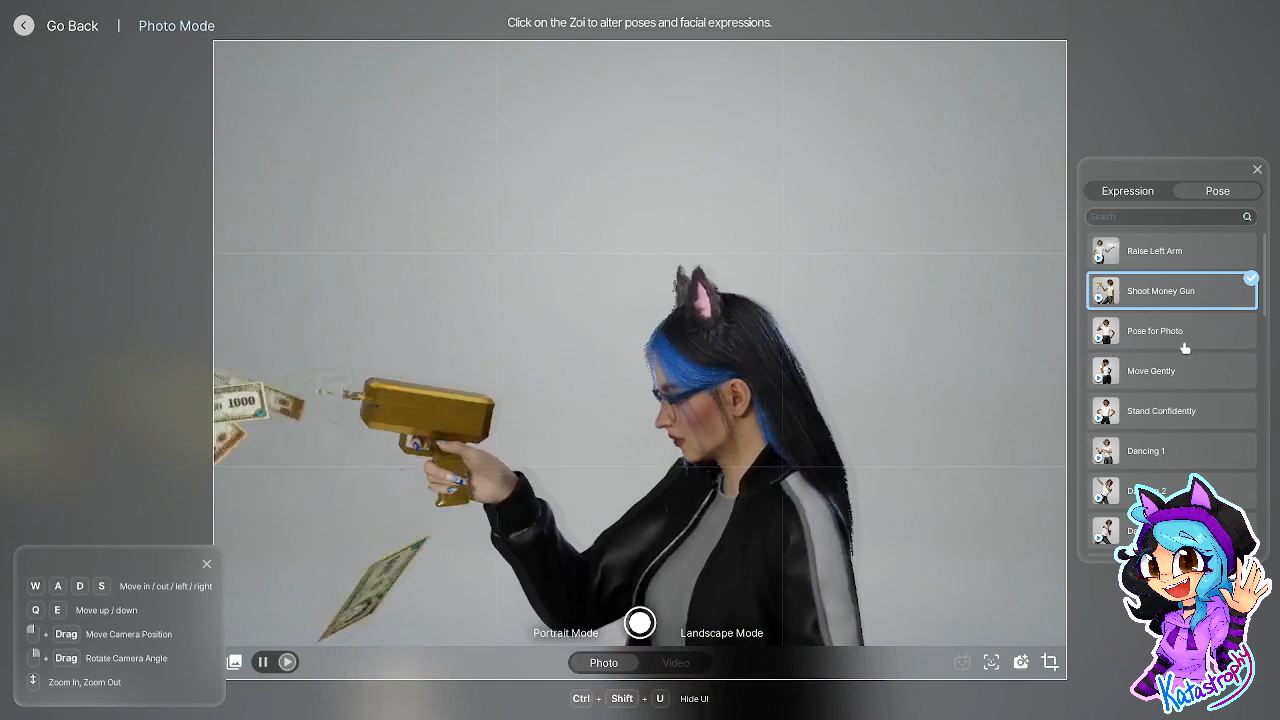 Go Back | Photo Mode
Click on the Zoi to alter poses and facial expressions.
Expression Pose
Search
Raise Left Arm
Shoot Money Gun
Pose for Photo
Move Gently
Stand Confidently
Dancing 1
1000
W A D S Move in / out / left / right
Q E Move up / down
+ Drag Move Camera Position
+ Drag Rotate Camera Angle
Zoom In, Zoom Out
Portrait Mode Landscape Mode
Photo Video
Ctrl + Shift + U Hide UI
Katastroph